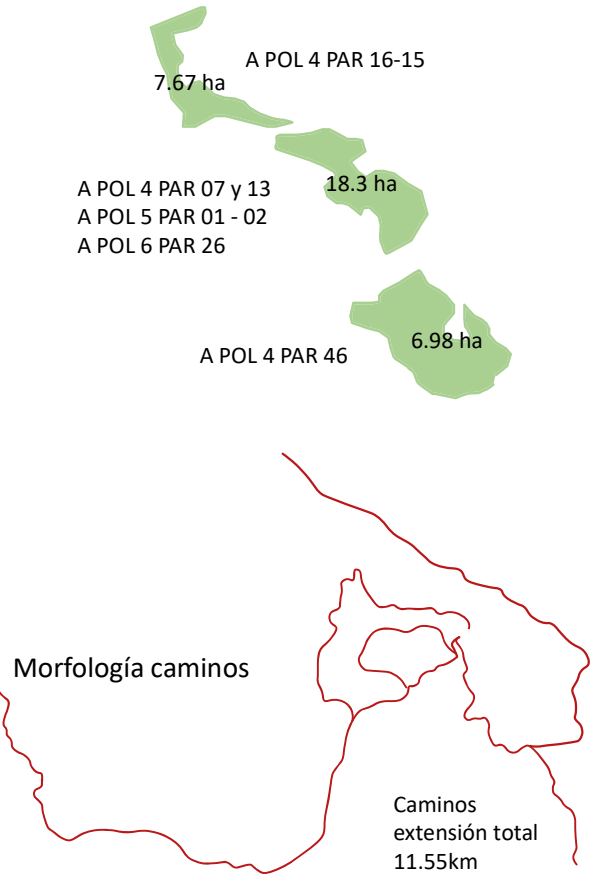 A POL 4 PAR 16-15
7.67 ha
18.3 ha
A POL 4 PAR 07 y 13
A POL 5 PAR 01 - 02
A POL 6 PAR 26
6.98 ha
A POL 4 PAR 46
Morfología caminos
Caminos
extensión total
11.55km